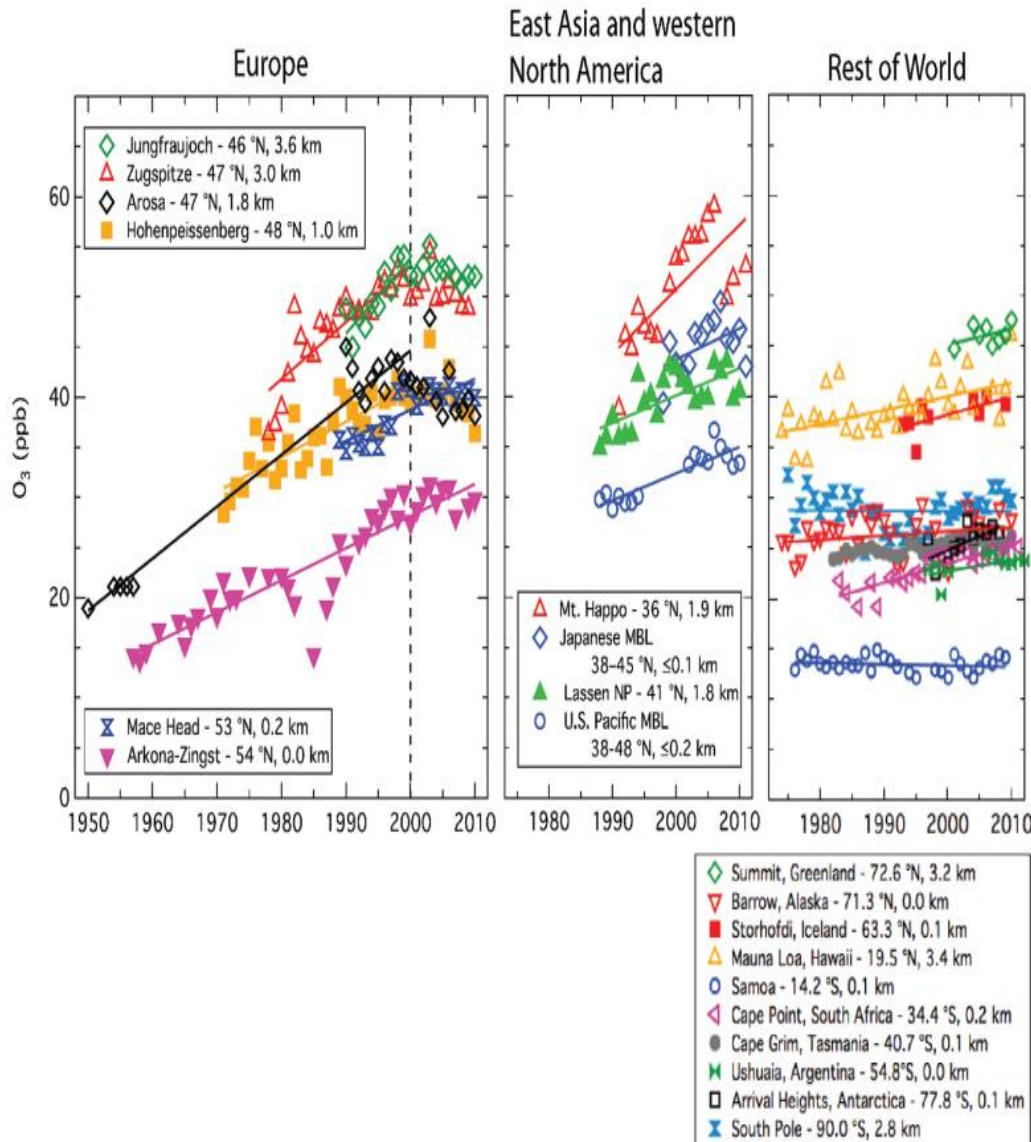 Europe
East Asia and western
North America
Rest of World
Jungfraujoch - 46 °N, 3.6 km
Zugspitze - 47 °N, 3.0 km
Arosa - 47 °N, 1.8 km
Hohenpeissenberg - 48 °N, 1.0 km
Mace Head - 53 °N, 0.2 km
Arkona-Zingst - 54 °N, 0.0 km
O₃ (ppb)
60
40
20
0
1950 1960 1970 1980 1990 2000 2010
Mt. Happo - 36 °N, 1.9 km
Japanese MBL
38–45 °N, ≤0.1 km
Lassen NP - 41 °N, 1.8 km
U.S. Pacific MBL
38-48 °N, ≤0.2 km
1980 1990 2000 2010
1980 1990 2000 2010
Summit, Greenland - 72.6 °N, 3.2 km
Barrow, Alaska - 71.3 °N, 0.0 km
Storhofdi, Iceland - 63.3 °N, 0.1 km
Mauna Loa, Hawaii - 19.5 °N, 3.4 km
Samoa - 14.2 °S, 0.1 km
Cape Point, South Africa - 34.4 °S, 0.2 km
Cape Grim, Tasmania - 40.7 °S, 0.1 km
Ushuaia, Argentina - 54.8°S, 0.0 km
Arrival Heights, Antarctica - 77.8 °S, 0.1 km
South Pole - 90.0 °S, 2.8 km